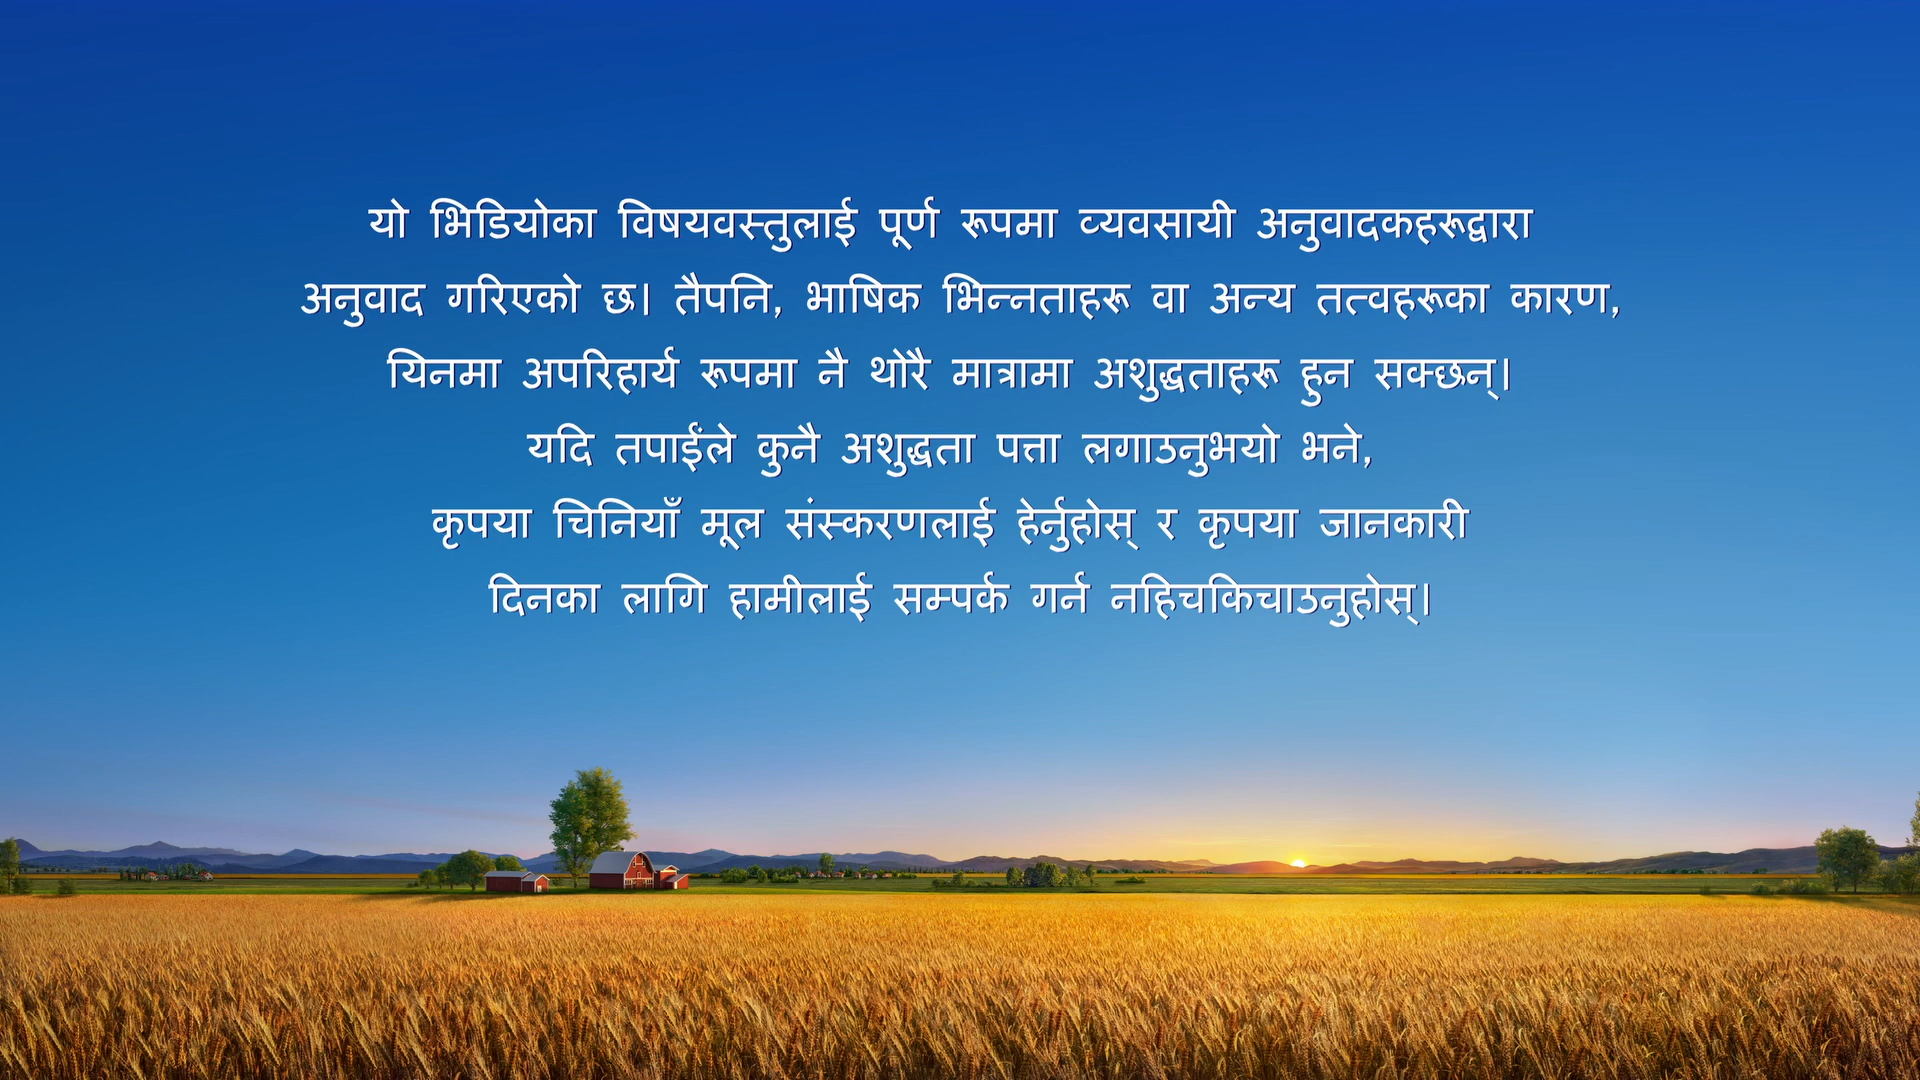 यो भिडियोका विषयवस्तुलाई पूर्ण रूपमा व्यवसायी अनुवादकहरूद्वारा
अनुवाद गरिएको छ। तैपनि, भाषिक भिन्नताहरू वा अन्य तत्वहरूका कारण,
यिनमा अपरिहार्य रूपमा नै थोरै मात्रामा अशुद्धताहरू हुन सक्छन्।
यदि तपाईंले कुनै अशुद्धता पत्ता लगाउनुभयो भने,
कृपया चिनियाँ मूल संस्करणलाई हेर्नुहोस् र कृपया जानकारी
दिनका लागि हामीलाई सम्पर्क गर्न नहिचकिचाउनुहोस्।